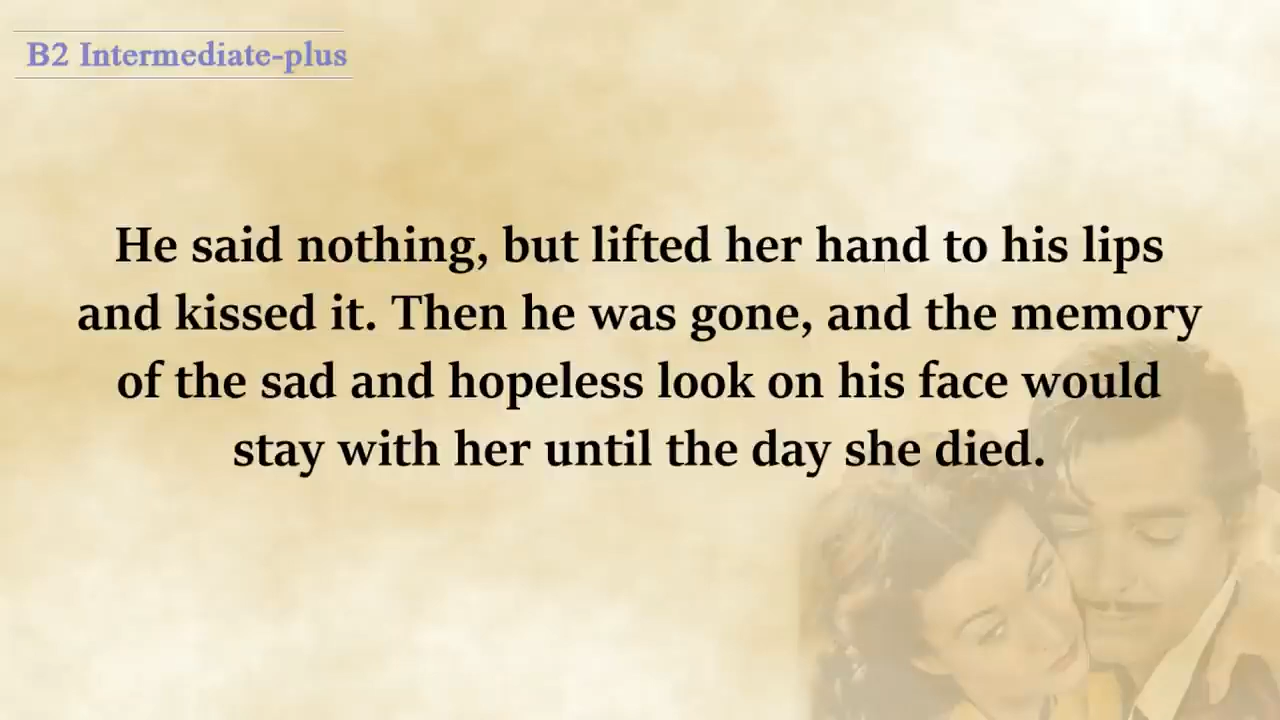 B2 Intermediate-plus
He said nothing, but lifted her hand to his lips
and kissed it. Then he was gone, and the memory
of the sad and hopeless look on his face would
stay with her until the day she died.